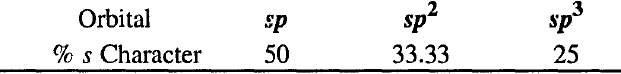 Orbital sp sp² sp³
% s Character 50 33.33 25